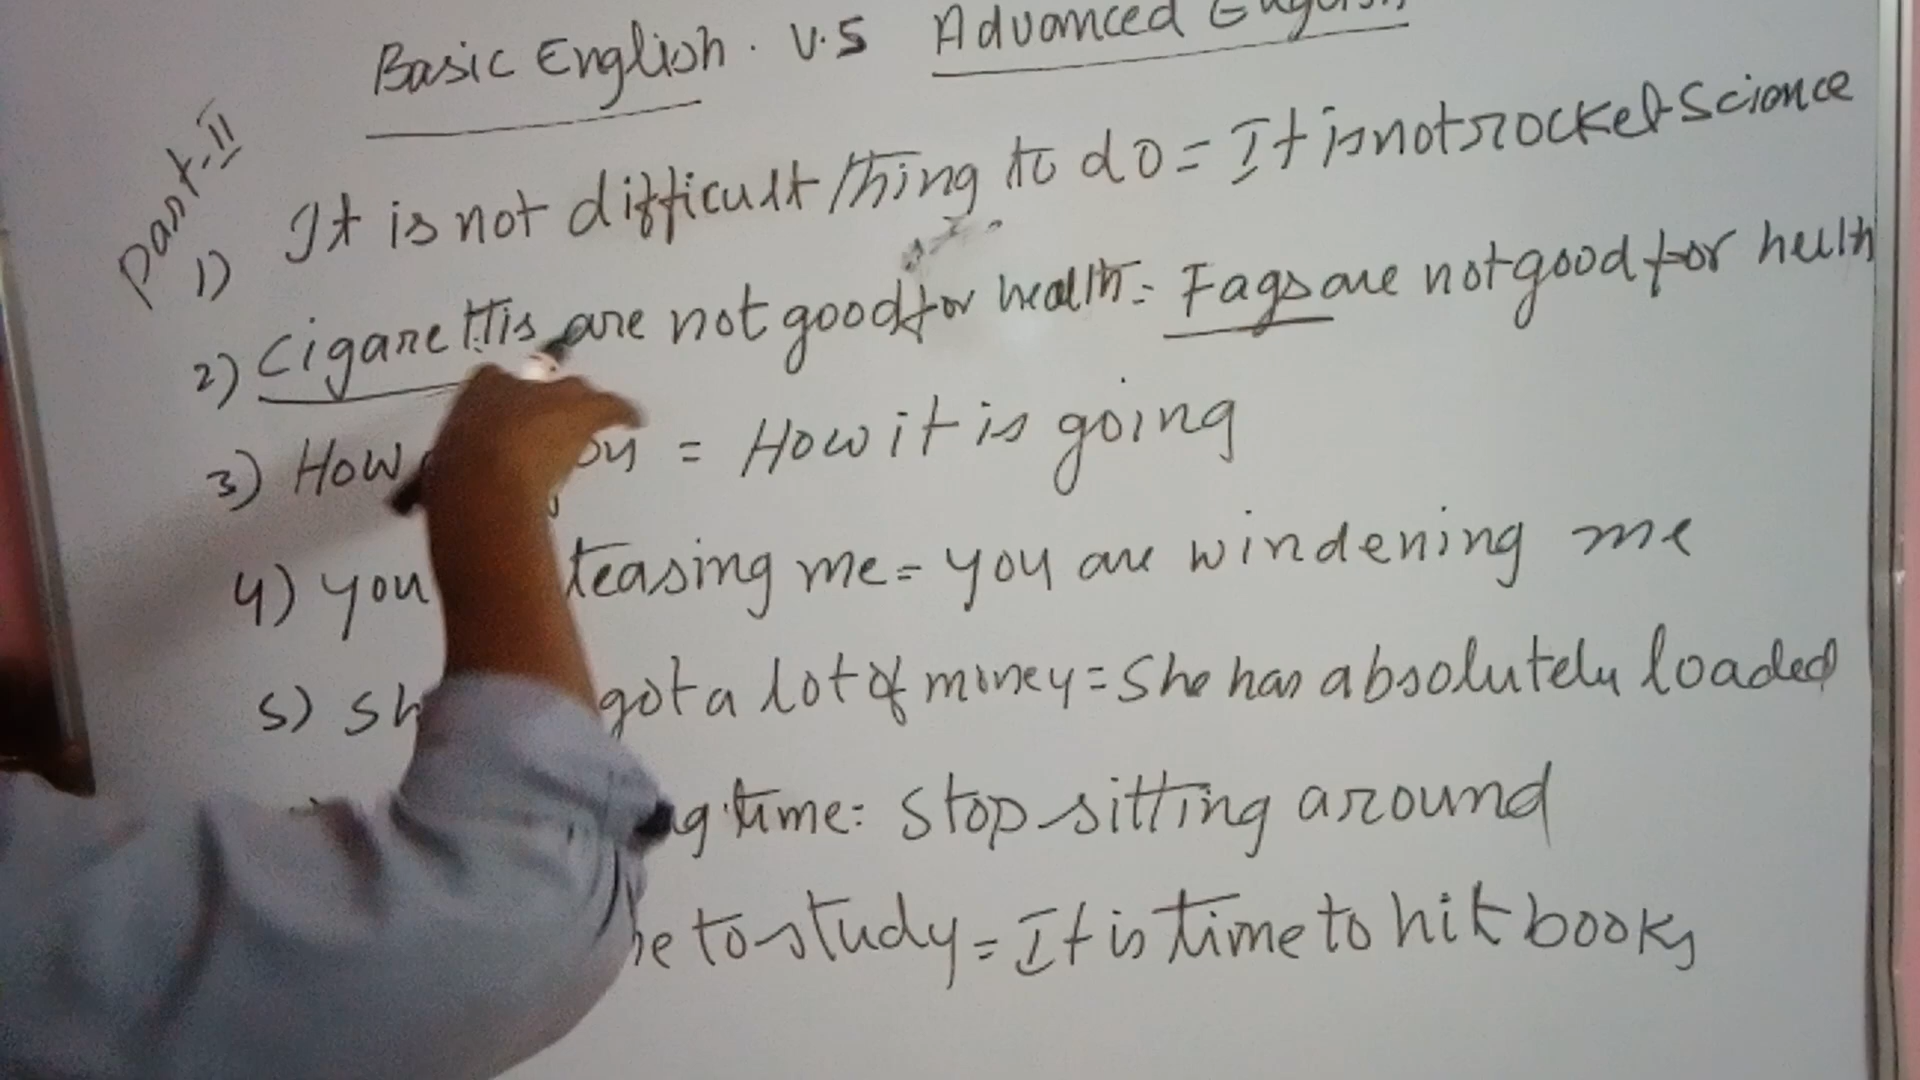 Basic English. V.S Advanced English
Part-II
1) It is not difficult thing to do = It is not rocket science
2) Cigarettis are not good for health = Fags are not good for heulth
3) How = How it is going
4) you teasing me = you are windening me
5) sh got a lot of money = She has absolutelu loaded
time: stop sitting around
to study = It is time to hit books